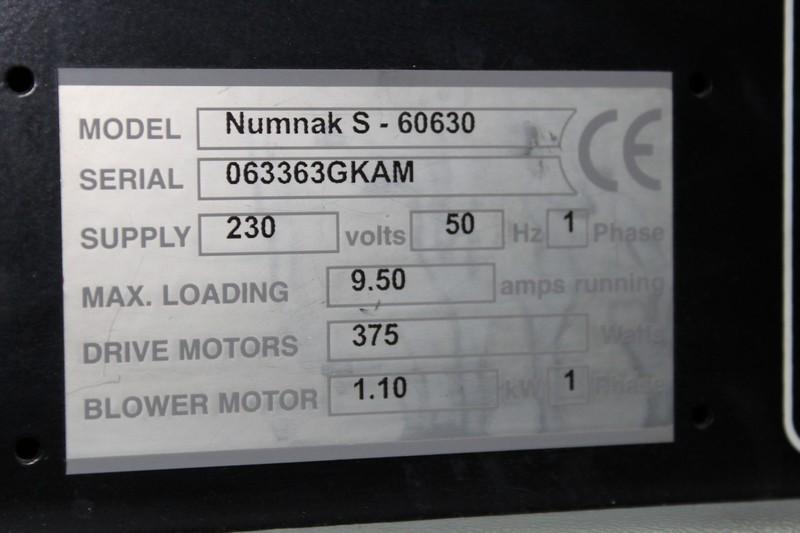 MODEL Numnak S - 60630
CE
SERIAL 063363GKAM
SUPPLY 230 volts 50 Hz 1 Phase
MAX. LOADING 9.50 amps running
DRIVE MOTORS 375 Watts
BLOWER MOTOR 1.10 kW 1 Phase